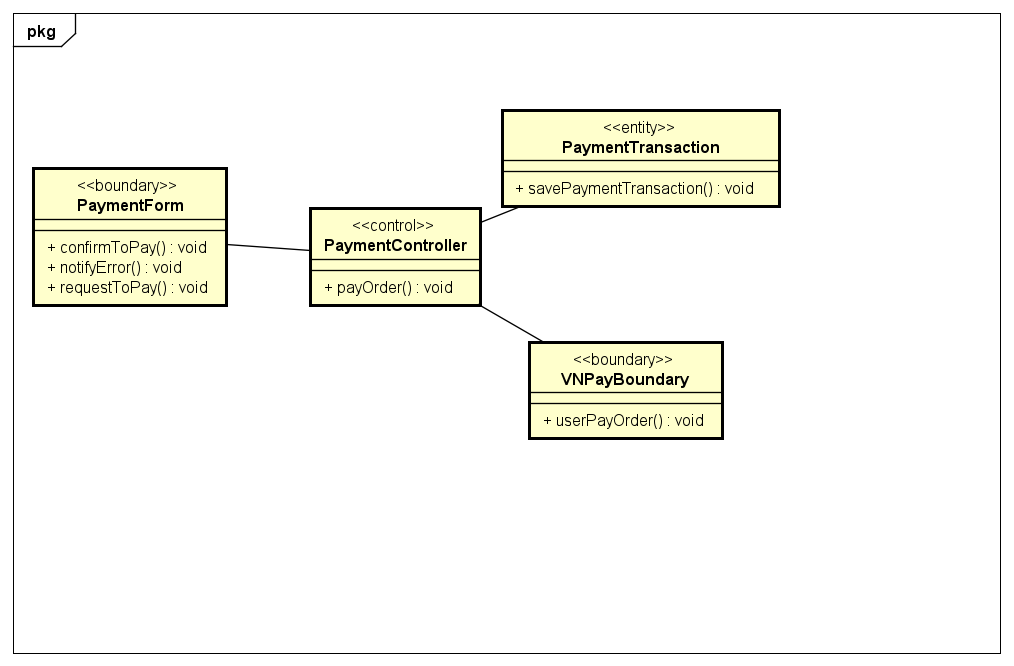 pkg
<<entity>>
PaymentTransaction
+ savePaymentTransaction() : void
<<boundary>>
PaymentForm
+ confirmToPay() : void
+ notifyError() : void
+ requestToPay() : void
<<control>>
PaymentController
+ payOrder() : void
<<boundary>>
VNPayBoundary
+ userPayOrder() : void